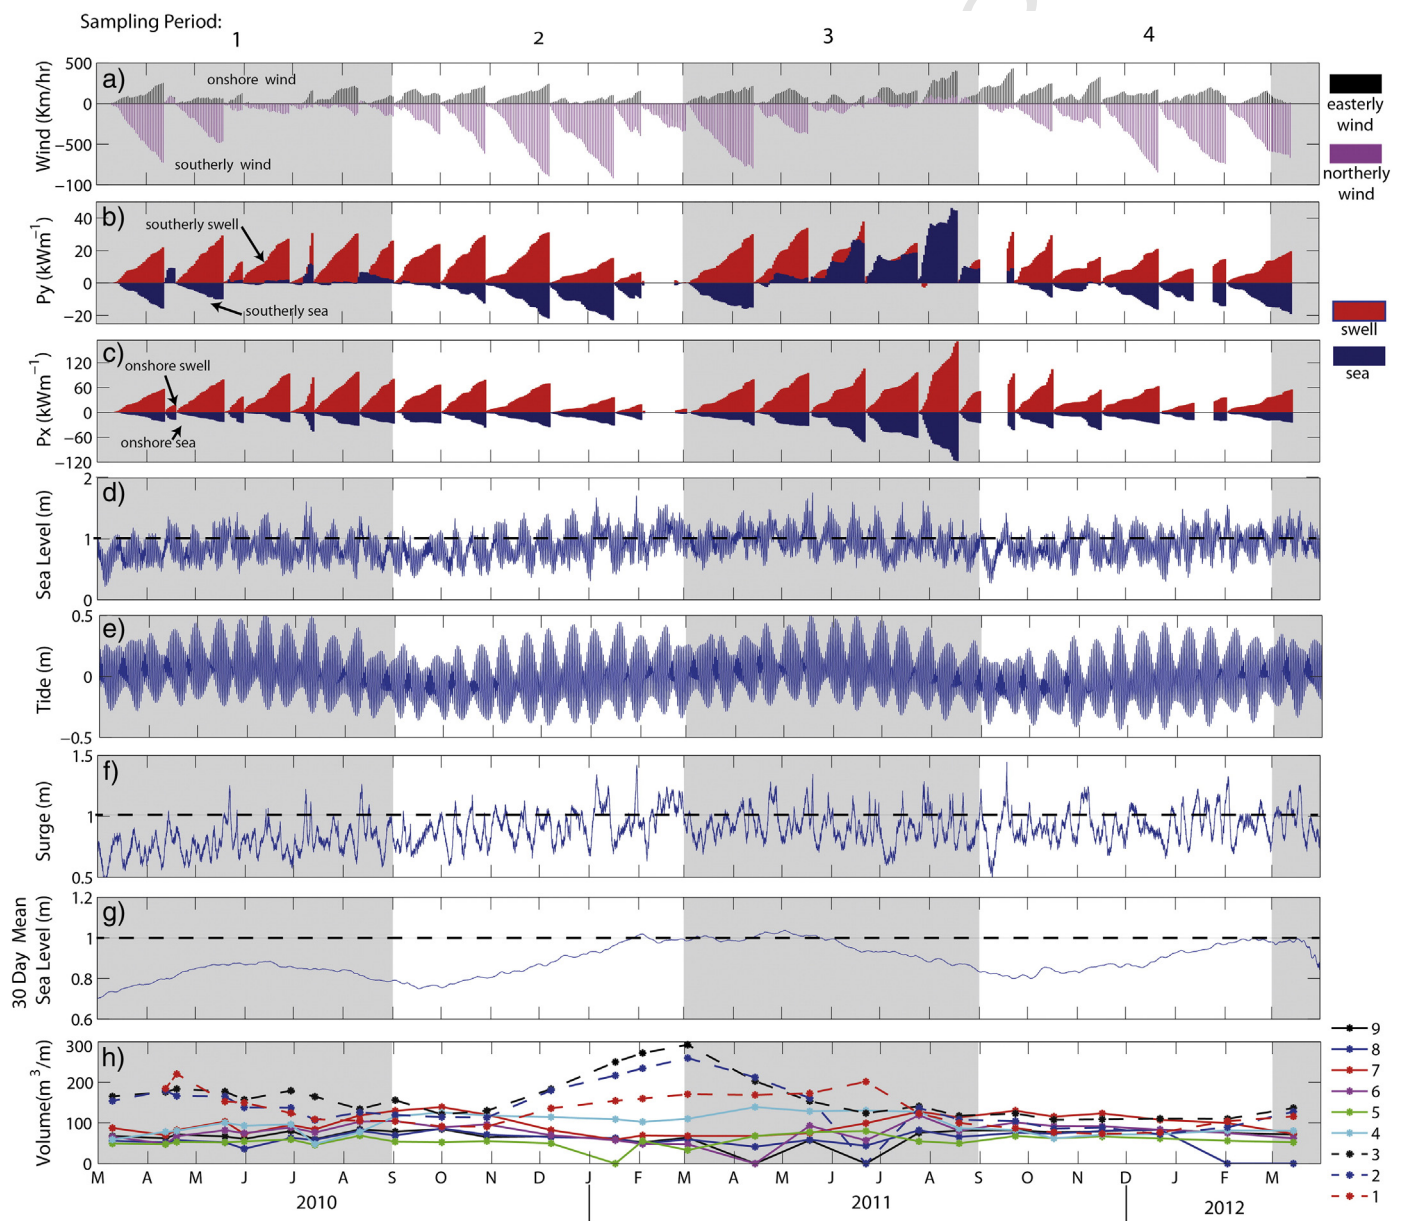 Sampling Period:
1 2 3 4
a)
onshore wind
southerly wind
Wind (Km/hr)
500
0
−500
−100
easterly
wind
northerly
wind
b)
southerly swell
southerly sea
Py (kWm⁻¹)
40
20
0
−20
swell
sea
c)
onshore swell
onshore sea
Px (kWm⁻¹)
120
60
0
−60
−120
d)
Sea Level (m)
2
1
0
e)
Tide (m)
0.5
0
−0.5
f)
Surge (m)
1.5
1
0.5
g)
30 Day Mean
Sea Level (m)
1.2
1
0.8
0.6
h)
Volume(m³/m)
300
200
100
0
9
8
7
6
5
4
3
2
1
M A M J J A S O N D J F M A M J J A S O N D J F M
2010 2011 2012